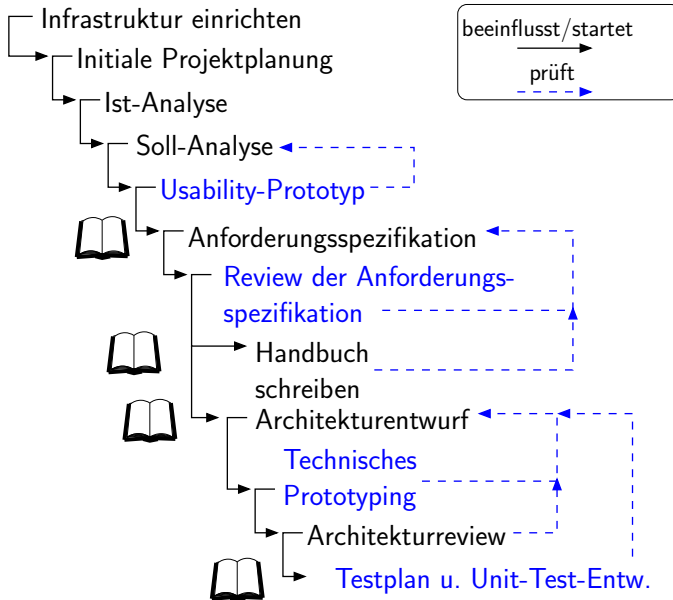 Infrastruktur einrichten
beeinflusst/startet
Initiale Projektplanung
prüft
Ist-Analyse
Soll-Analyse
Usability-Prototyp
Anforderungsspezifikation
Review der Anforderungs-
spezifikation
Handbuch
schreiben
Architekturentwurf
Technisches
Prototyping
Architekturreview
Testplan u. Unit-Test-Entw.